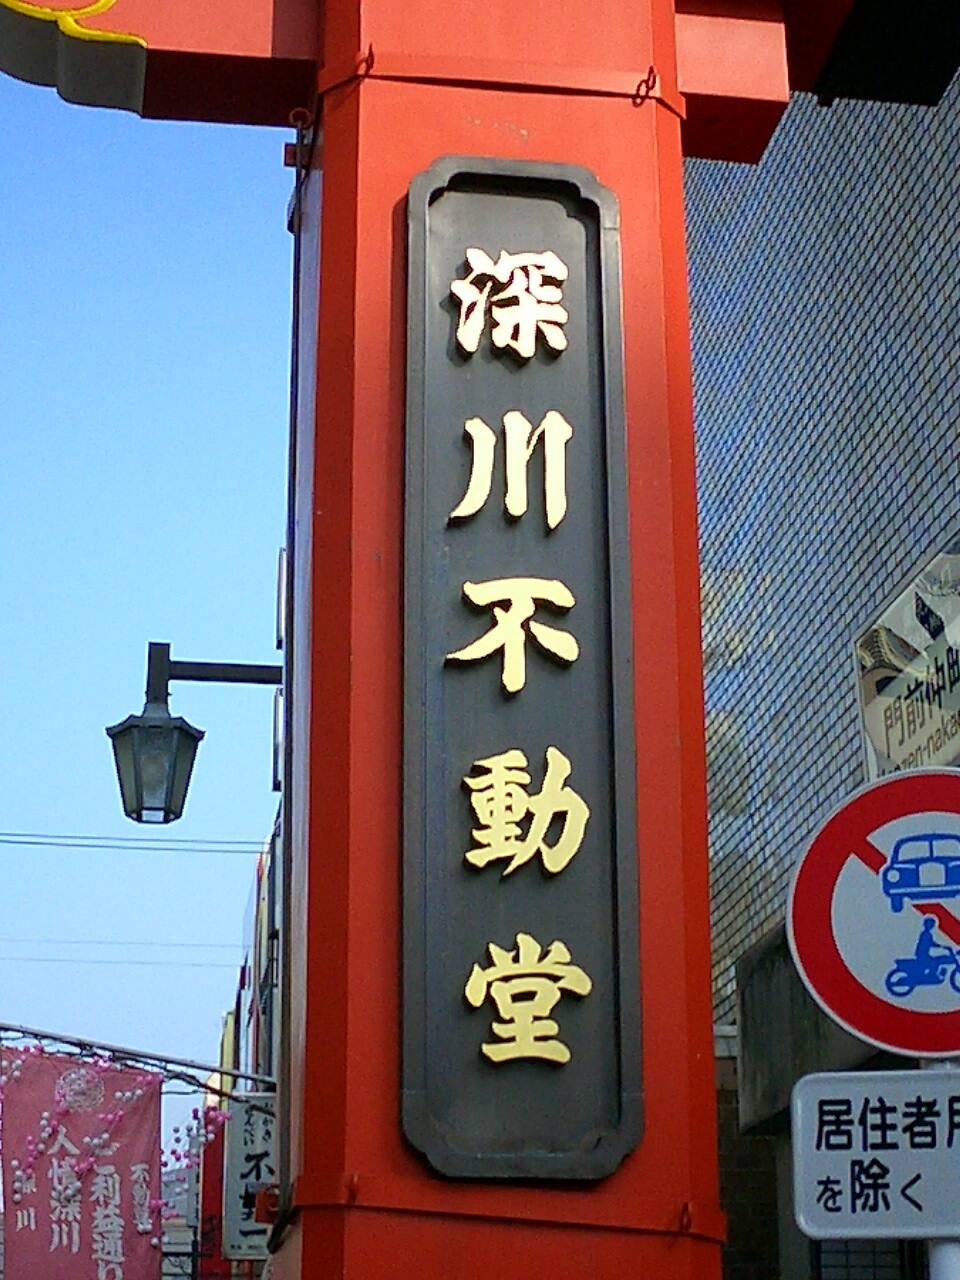 深川不動堂
門前仲町
居住者用
を除く
人情深川
ご利益通り
深川